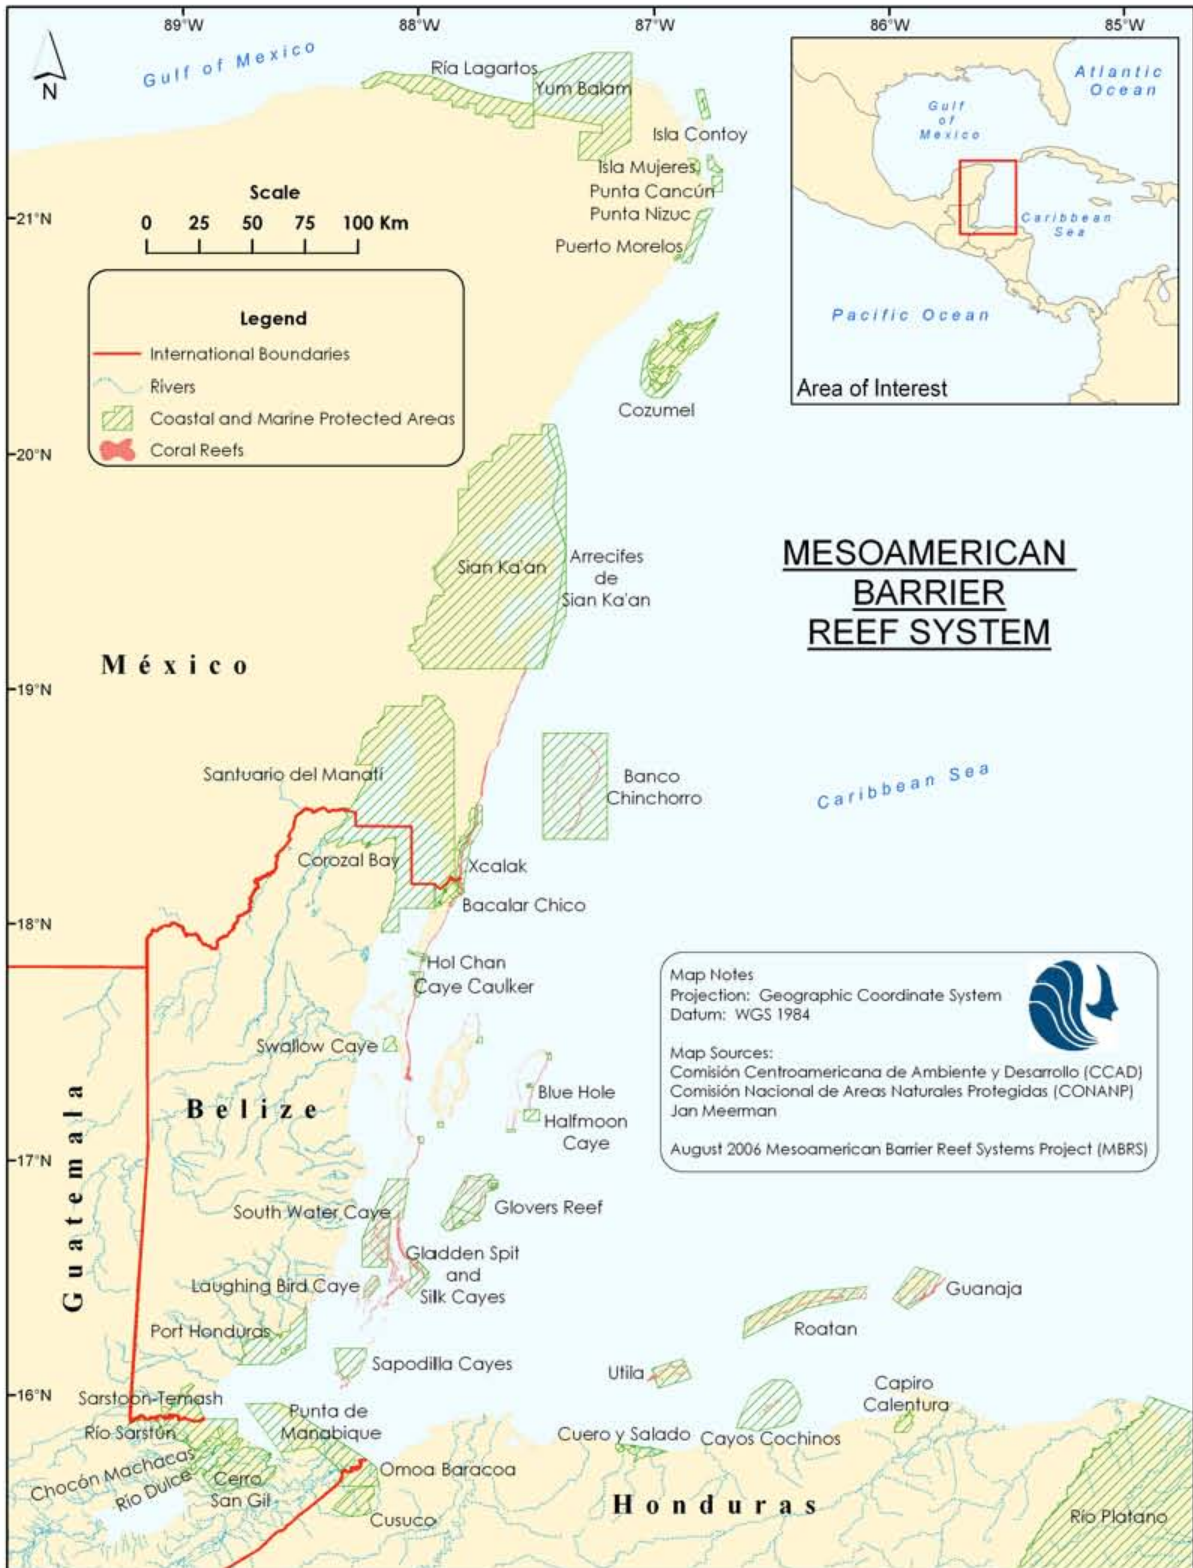 89°W
88°W
87°W
86°W
85°W
N
Gulf of Mexico
Ría Lagartos
Yum Balam
Isla Contoy
Isla Mujeres
Punta Cancún
Punta Nizuc
Puerto Morelos
Atlantic
Ocean
Gulf
of
Mexico
Caribbean
Sea
Pacific Ocean
Area of Interest
Scale
0 25 50 75 100 Km
21°N
Legend
International Boundaries
Rivers
Coastal and Marine Protected Areas
Coral Reefs
Cozumel
20°N
MESOAMERICAN
BARRIER
REEF SYSTEM
Sian Ka'an
Arrecifes
de
Sian Ka'an
México
19°N
Santuario del Manatí
Banco
Chinchorro
Caribbean Sea
Corozal Bay
Xcalak
Bacalar Chico
18°N
Hol Chan
Caye Caulker
Swallow Caye
Blue Hole
Halfmoon
Caye
Map Notes
Projection: Geographic Coordinate System
Datum: WGS 1984
Map Sources:
Comisión Centroamericana de Ambiente y Desarrollo (CCAD)
Comisión Nacional de Areas Naturales Protegidas (CONANP)
Jan Meerman
August 2006 Mesoamerican Barrier Reef Systems Project (MBRS)
Guatemala
Belize
17°N
South Water Caye
Glovers Reef
Gladden Spit
and
Silk Cayes
Laughing Bird Caye
Port Honduras
Sapodilla Cayes
Guanaja
Roatan
Utila
16°N
Capiro
Calentura
Sarstoon-Temash
Río Sarstún
Punta de
Manabique
Cuero y Salado
Cayos Cochinos
Chocón Machacas
Río Dulce
Cerro
San Gil
Omoa Baracoa
Cusuco
Honduras
Río Platano